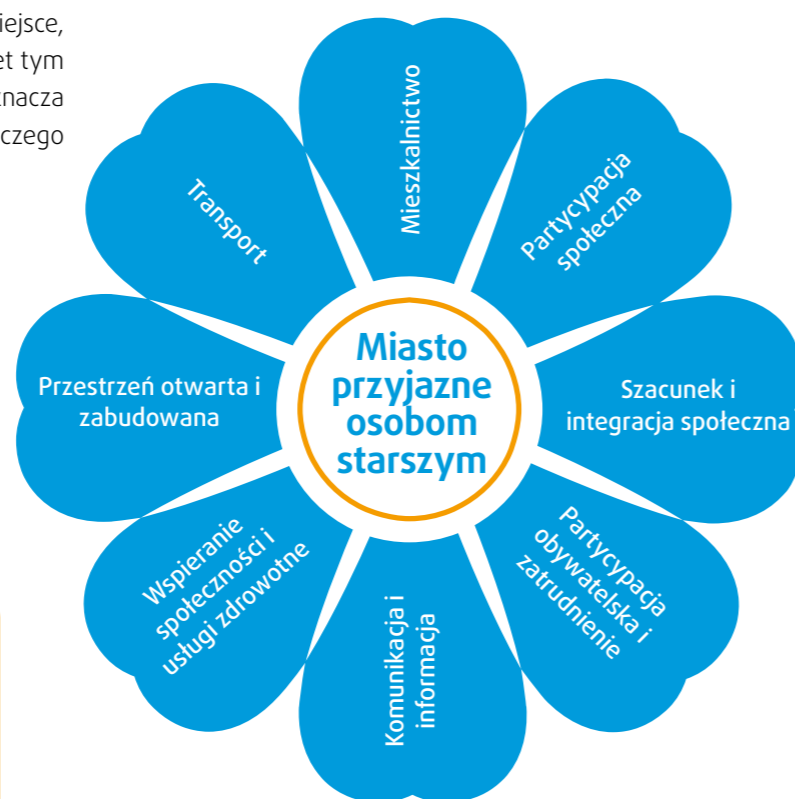 iejsce,
et tym
nacza
czego
Mieszkalnictwo
Partycypacja
społeczna
Szacunek i
integracja społeczna
Partycypacja
obywatelska i
zatrudnienie
Komunikacja i
informacja
Wspieranie
społeczności i
usługi zdrowotne
Przestrzeń otwarta i
zabudowana
Transport
Miasto
przyjazne
osobom
starszym